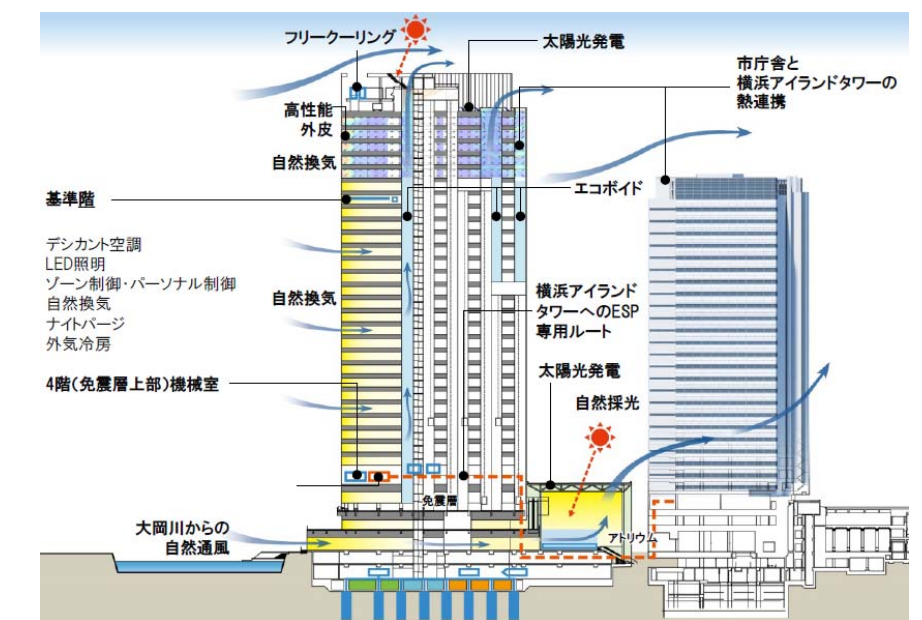 フリークーリング
太陽光発電
市庁舎と
横浜アイランドタワーの
熱連携
高性能
外皮
自然換気
エコボイド
基準階
デシカント空調
LED照明
ゾーン制御・パーソナル制御
自然換気
ナイトパージ
外気冷房
自然換気
横浜アイランド
タワーへのESP
専用ルート
4階(免震層上部)機械室
太陽光発電
自然採光
免震層
大岡川からの
自然通風
アトリウム